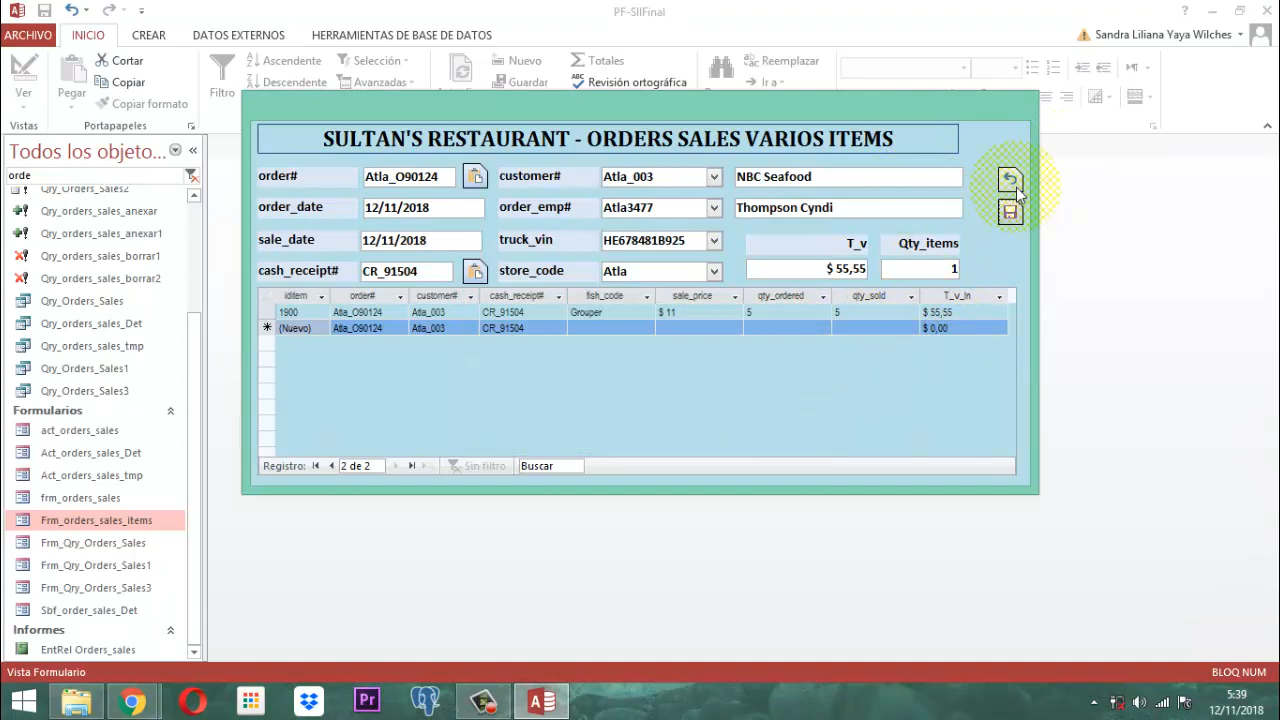 PF-SIIFinal
ARCHIVO INICIO CREAR DATOS EXTERNOS HERRAMIENTAS DE BASE DE DATOS Sandra Liliana Yaya Wilches
Ver Pegar Cortar Copiar Copiar formato Filtro Ascendente Descendente Selección Avanzadas Nuevo Guardar Totales Revisión ortográfica Reemplazar Ir a
Vistas Portapapeles
Todos los objeto...
orde
Qry_Orders_Sales2
Qry_orders_sales_anexar
Qry_orders_sales_anexar1
Qry_orders_sales_borrar1
Qry_orders_sales_borrar2
Qry_Orders_Sales
Qry_orders_sales_Det
Qry_orders_sales_tmp
Qry_Orders_Sales1
Qry_Orders_Sales3
Formularios
act_orders_sales
Act_orders_sales_Det
Act_orders_sales_tmp
frm_orders_sales
Frm_orders_sales_items
Frm_Qry_Orders_Sales
Frm_Qry_Orders_Sales1
Frm_Qry_Orders_Sales3
Sbf_order_sales_Det
Informes
EntRel Orders_sales
SULTAN'S RESTAURANT - ORDERS SALES VARIOS ITEMS
order# Atla_O90124 customer# Atla_003 NBC Seafood
order_date 12/11/2018 order_emp# Atla3477 Thompson Cyndi
sale_date 12/11/2018 truck_vin HE678481B925 T_v Qty_items
cash_receipt# CR_91504 store_code Atla $ 55,55 1
iditem order# customer# cash_receipt# fish_code sale_price qty_ordered qty_sold T_v_ln
1900 Atla_O90124 Atla_003 CR_91504 Grouper $ 11 5 5 $ 55,55
(Nuevo) Atla_O90124 Atla_003 CR_91504 $ 0,00
Registro: 2 de 2 Sin filtro Buscar
Vista Formulario BLOQ NUM
5:39
12/11/2018